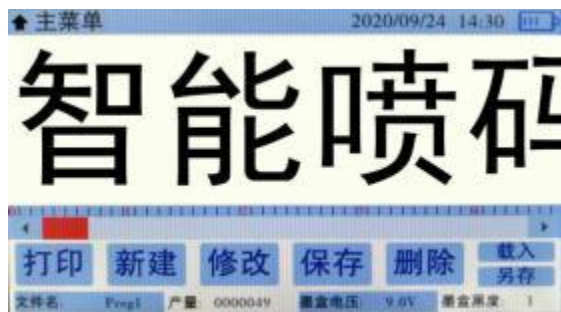 主菜单 2020/09/24 14:30
智能喷码
打印 新建 修改 保存 删除 载入
另存
文件名: Prog1 产量: 0000049 墨盒电压: 9.0V 墨盒黑度: 1